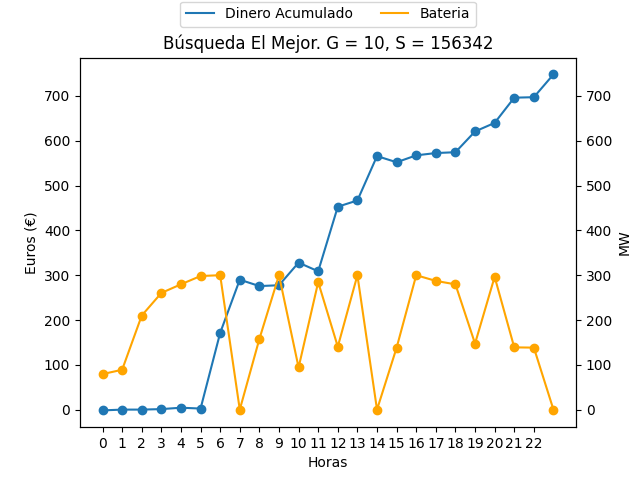 Dinero Acumulado Bateria
Búsqueda El Mejor. G = 10, S = 156342
700 700
600 600
500 500
Euros (€) MW
400 400
300 300
200 200
100 100
0 0
0 1 2 3 4 5 6 7 8 9 10 11 12 13 14 15 16 17 18 19 20 21 22
Horas